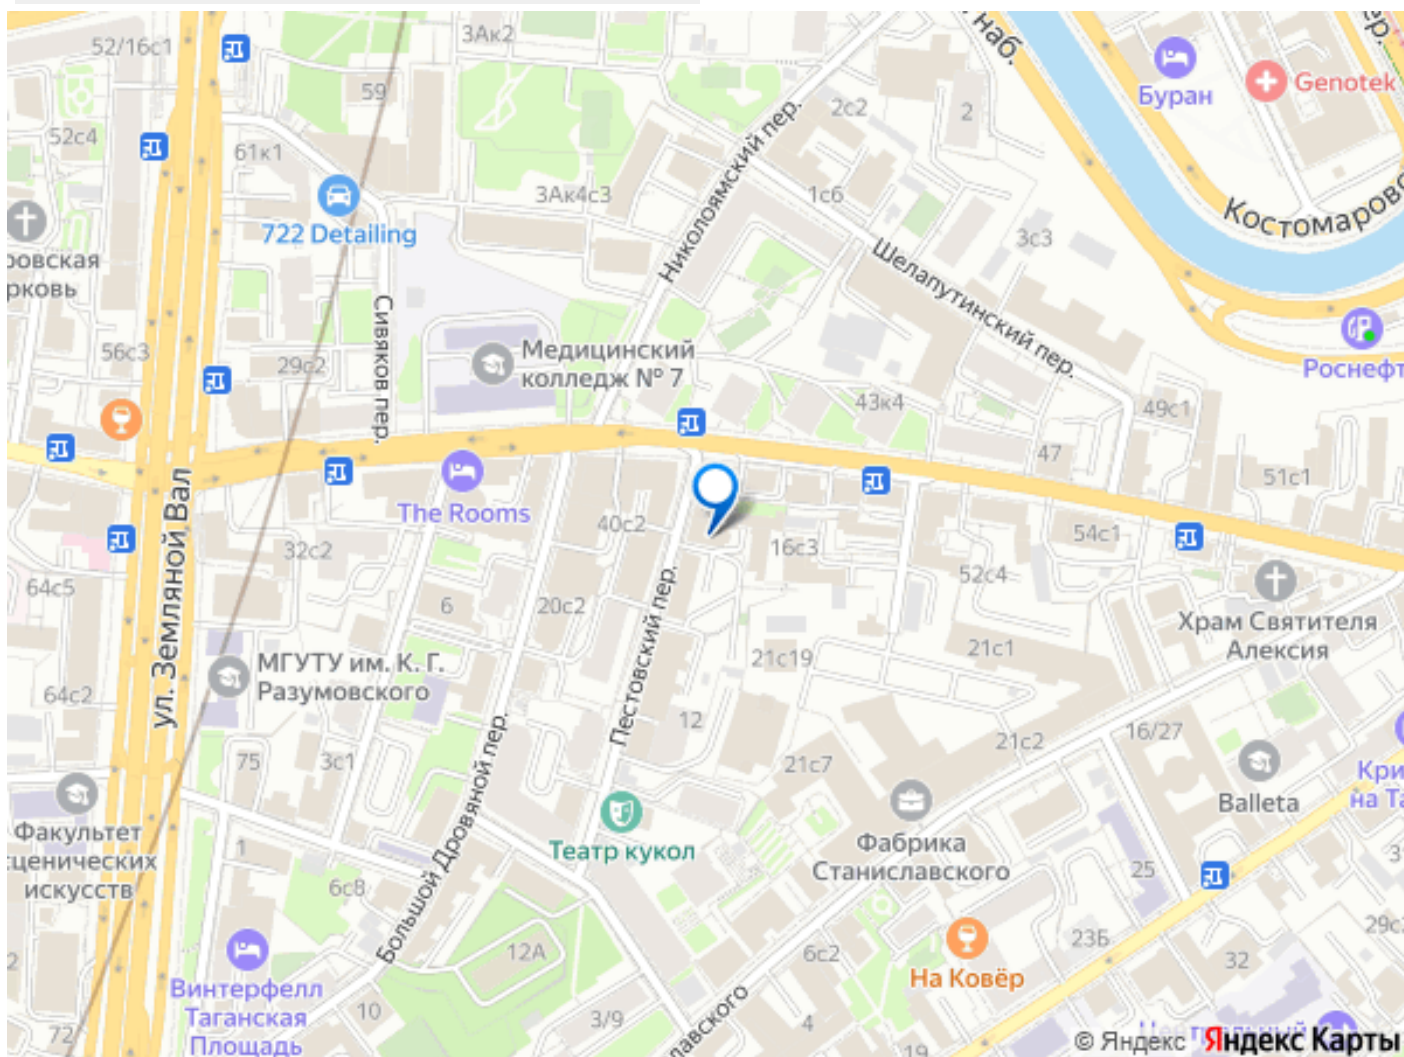 52/16с1
3Ак2
наб.
Буран
Genotek
59
52с4
61к1
2с2
2
3Ак4с3
1с6
722 Detailing
Николоямский пер.
Костомаровс
3с3
ровская
рковь
Шелапутинский пер.
Сивяков пер.
56с3
29с2
Медицинский
колледж № 7
Роснефт
43к4
49с1
47
51с1
The Rooms
40с2
16с3
54с1
ул. Земляной Вал
32с2
64с5
52с4
6
20с2
Пестовский пер.
Храм Святителя
Алексия
21с19
21с1
МГУТУ им. К. Г.
Разумовского
64с2
12
21с2
16/27
75
3с1
21с7
Большой Дровяной пер.
Balleta
Кри
на Та
Факультет
сценических
искусств
1
6с8
Театр кукол
Фабрика
Станиславского
25
12А
6с2
23Б
На Ковёр
29с2
32
Винтерфелл
Таганская
Площадь
10
3/9
лавского
4
19
72
2
© Яндекс Яндекс Карты